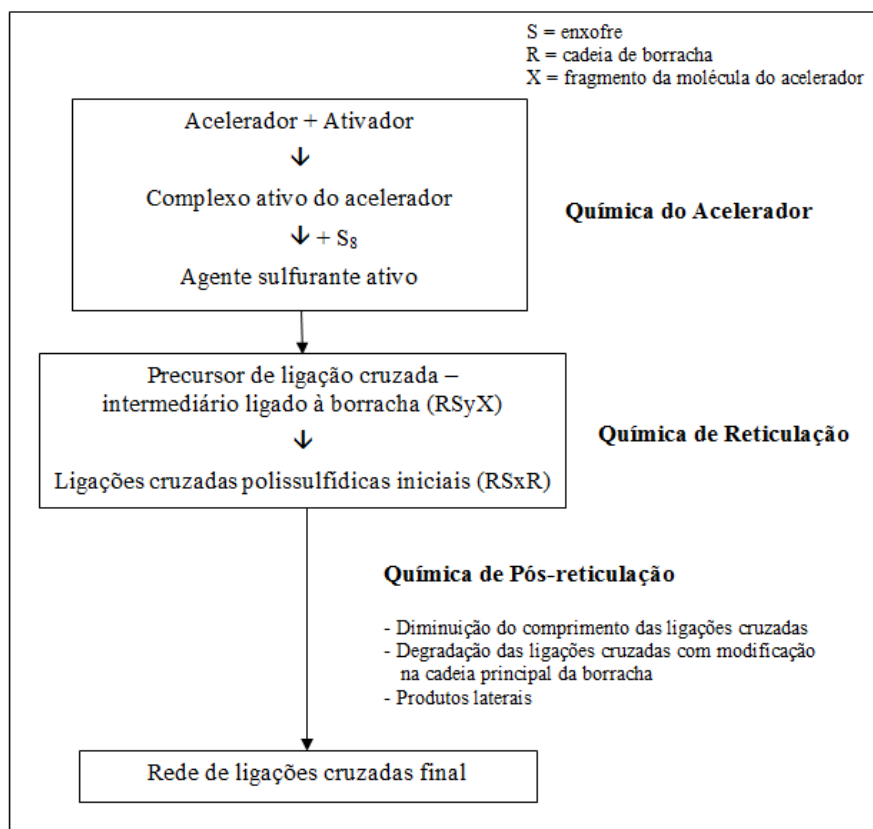 S = enxofre
R = cadeia de borracha
X = fragmento da molécula do acelerador
Acelerador + Ativador
↓
Complexo ativo do acelerador
↓ + S₈
Agente sulfurante ativo
Química do Acelerador
Precursor de ligação cruzada –
intermediário ligado à borracha (RSyX)
↓
Ligações cruzadas polissulfídicas iniciais (RSxR)
Química de Reticulação
Química de Pós-reticulação
- Diminuição do comprimento das ligações cruzadas
- Degradação das ligações cruzadas com modificação
na cadeia principal da borracha
- Produtos laterais
Rede de ligações cruzadas final